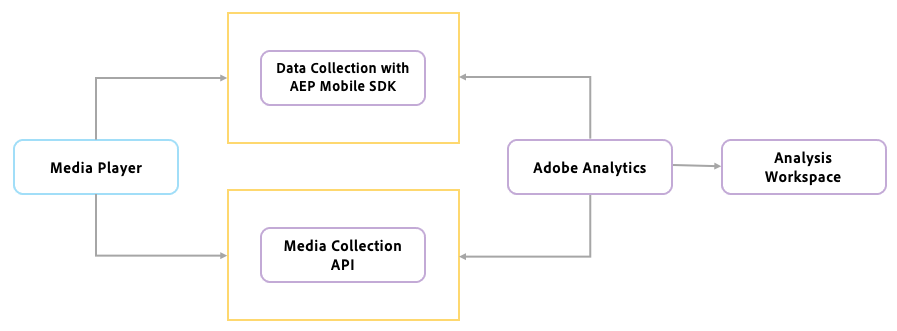 Data Collection with
AEP Mobile SDK
Media Player
Adobe Analytics
Analysis
Workspace
Media Collection
API